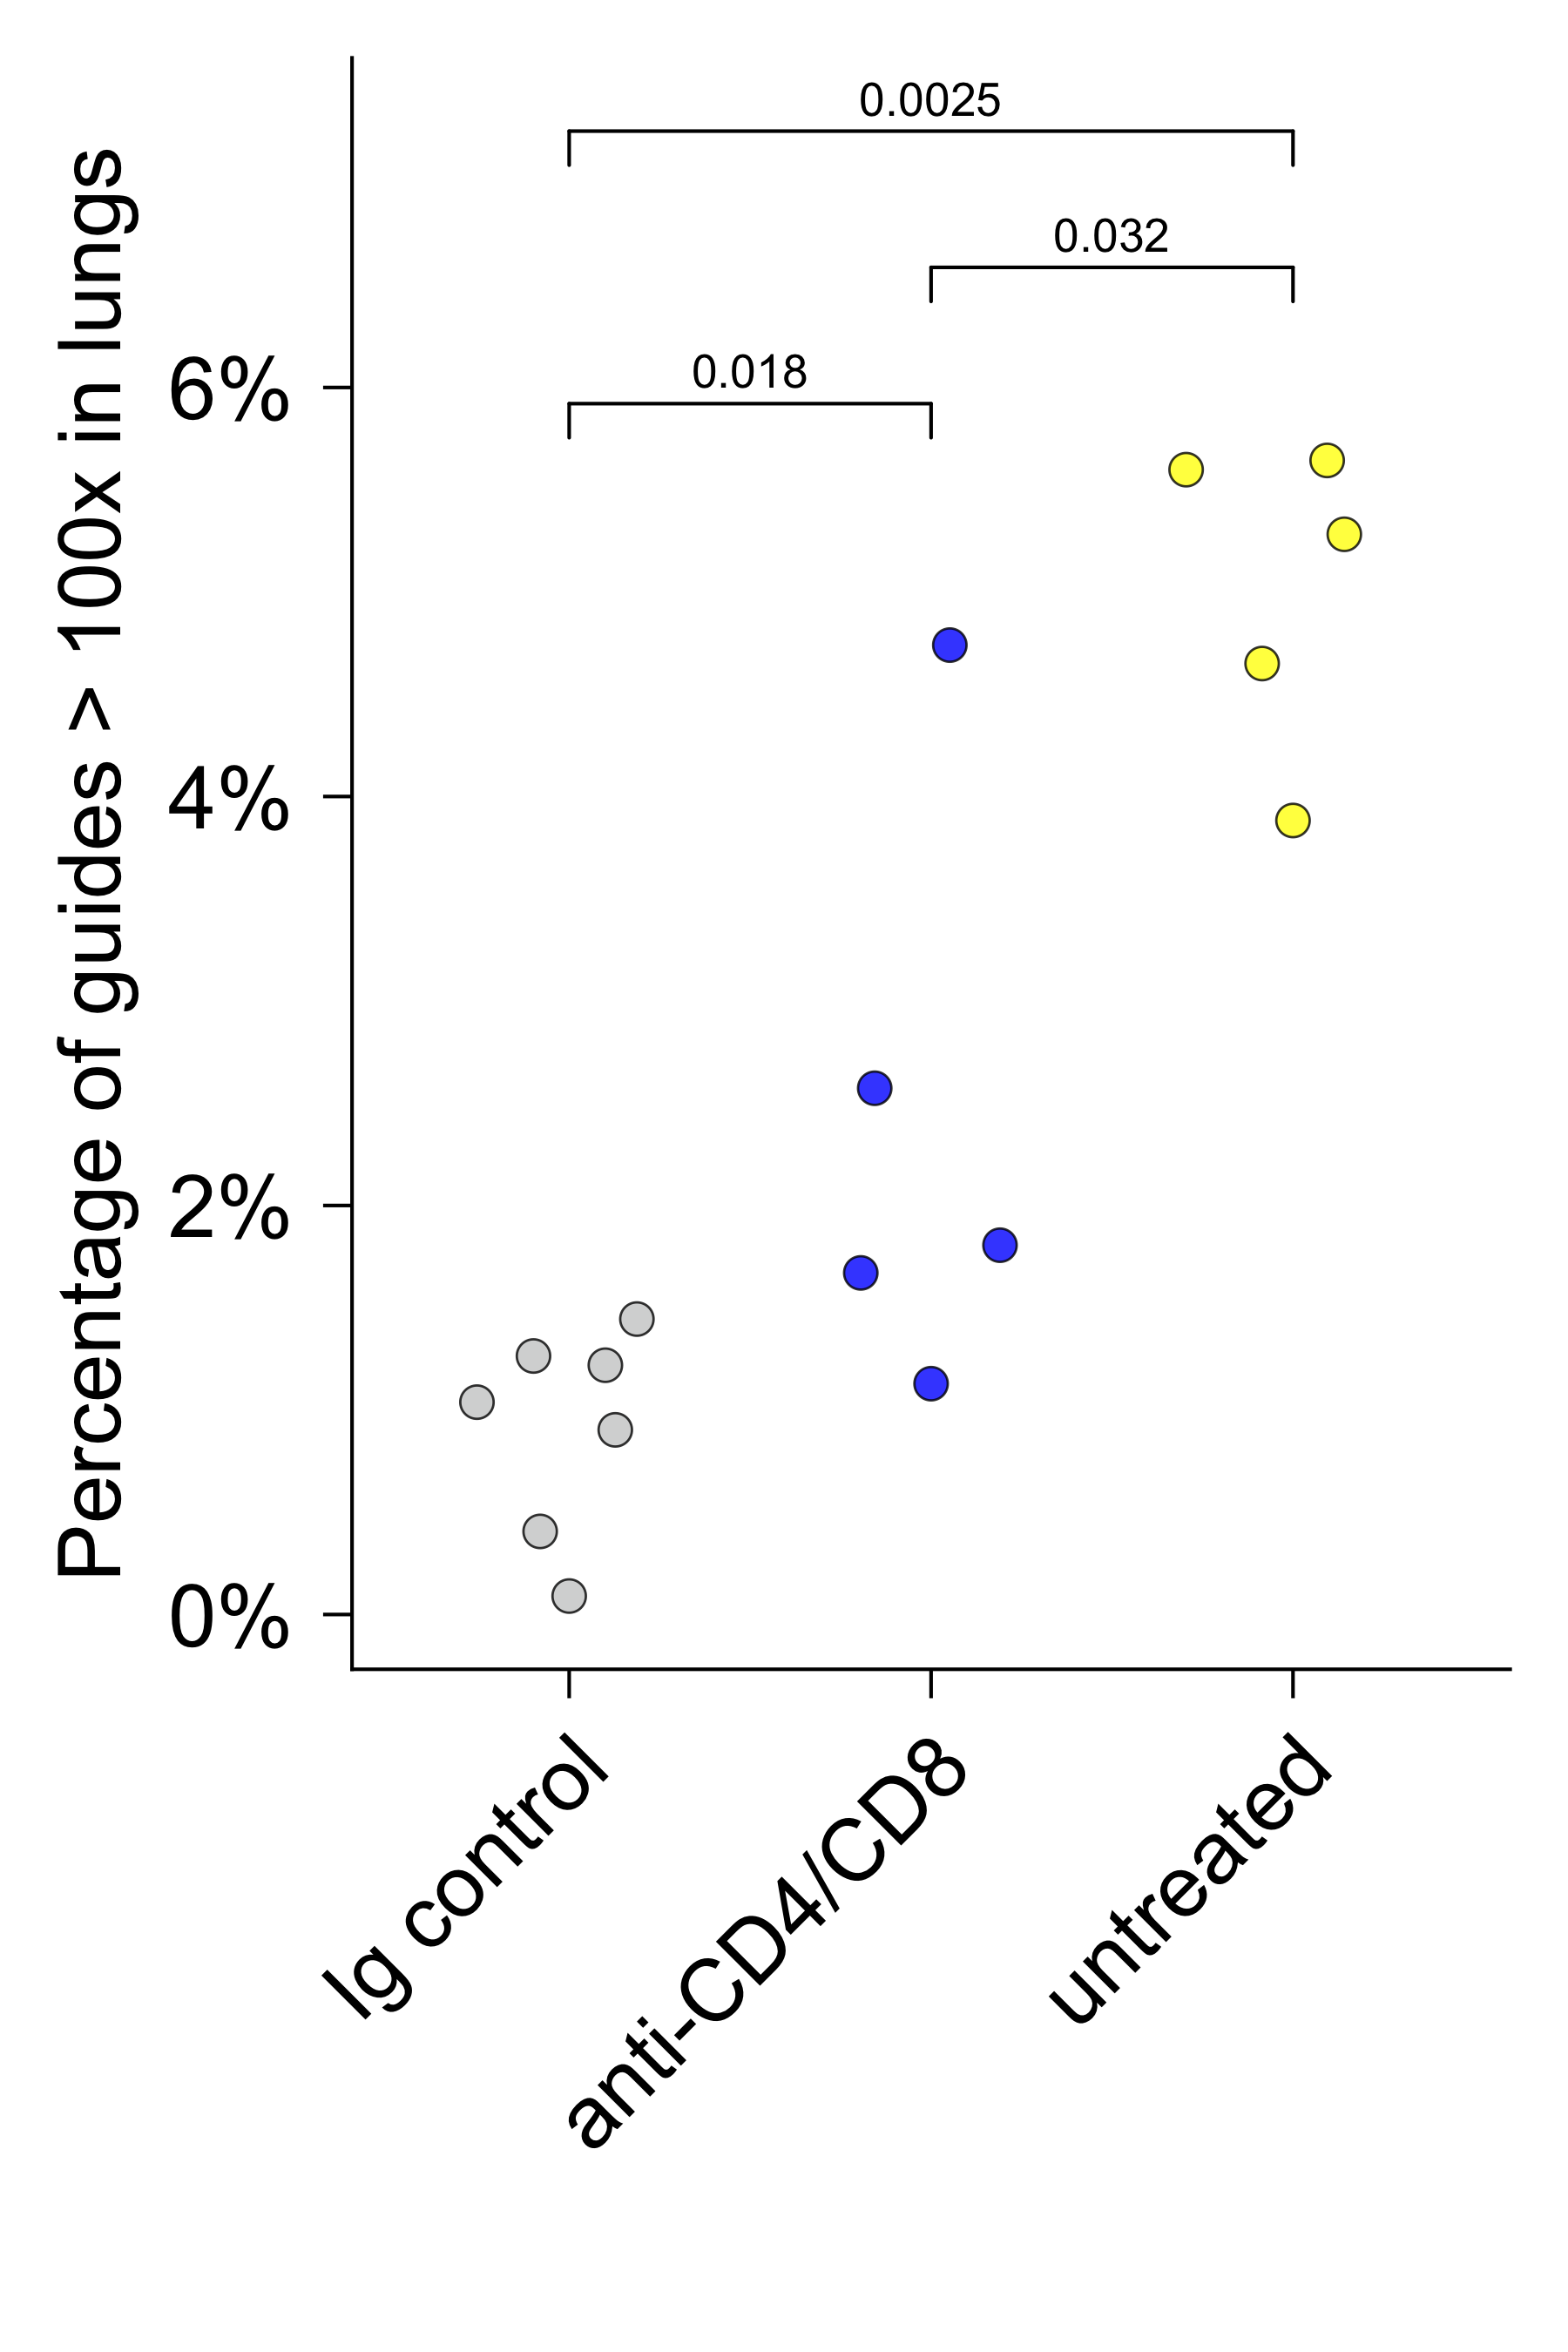 Percentage of guides > 100x in lungs
0.0025
0.032
0.018
6%
4%
2%
0%
Ig control
anti-CD4/CD8
untreated